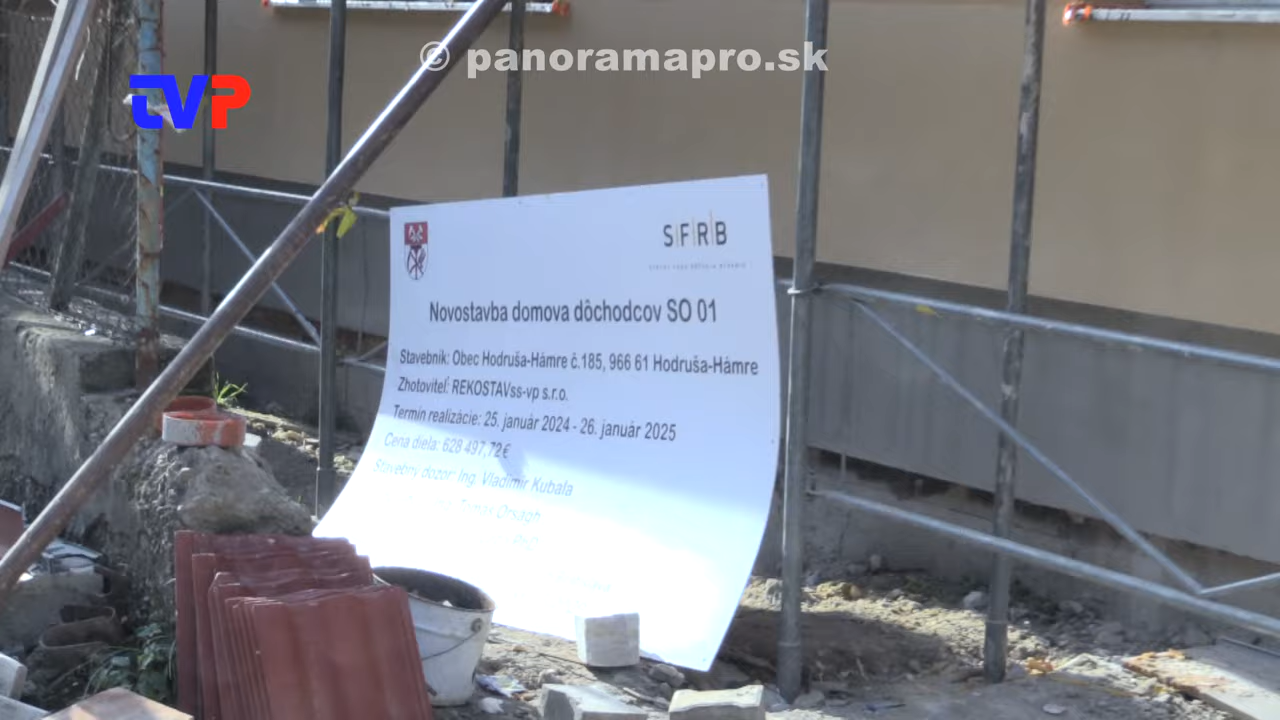 © panoramapro.sk
TVP
S|F|R|B
Novostavba domova dôchodcov SO 01
Stavebník: Obec Hodruša-Hámre č.185, 966 61 Hodruša-Hámre
Zhotoviteľ: REKOSTAVss-vp s.r.o.
Termín realizácie: 25. január 2024 - 26. január 2025
Cena diela: 628 497,72€
Stavebný dozor: Ing. Vladimír Kubala
Tomáš Orságh